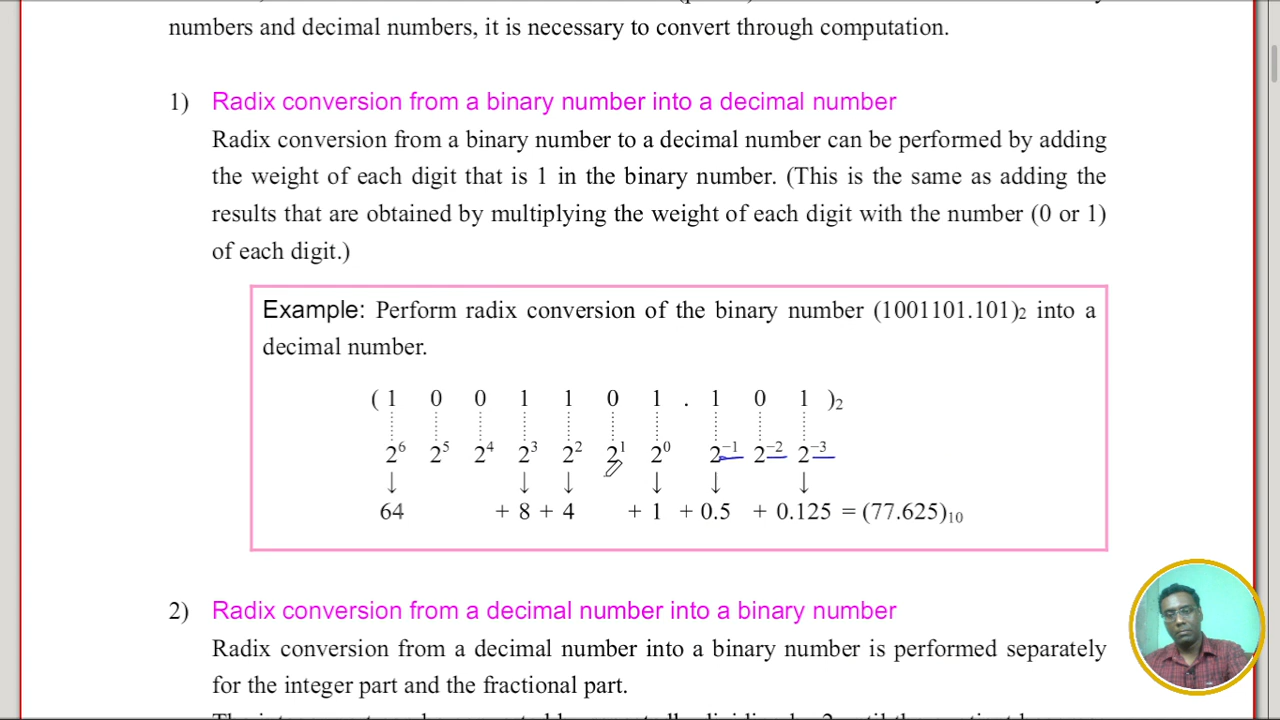 numbers and decimal numbers, it is necessary to convert through computation.
1) Radix conversion from a binary number into a decimal number
Radix conversion from a binary number to a decimal number can be performed by adding
the weight of each digit that is 1 in the binary number. (This is the same as adding the
results that are obtained by multiplying the weight of each digit with the number (0 or 1)
of each digit.)
Example: Perform radix conversion of the binary number (1001101.101)₂ into a
decimal number.
( 1 0 0 1 1 0 1 . 1 0 1 )₂
2⁶ 2⁵ 2⁴ 2³ 2² 2¹ 2⁰ 2⁻¹ 2⁻² 2⁻³
↓ ↓ ↓ ↓ ↓ ↓
64 + 8 + 4 + 1 + 0.5 + 0.125 = (77.625)₁₀
2) Radix conversion from a decimal number into a binary number
Radix conversion from a decimal number into a binary number is performed separately
for the integer part and the fractional part.